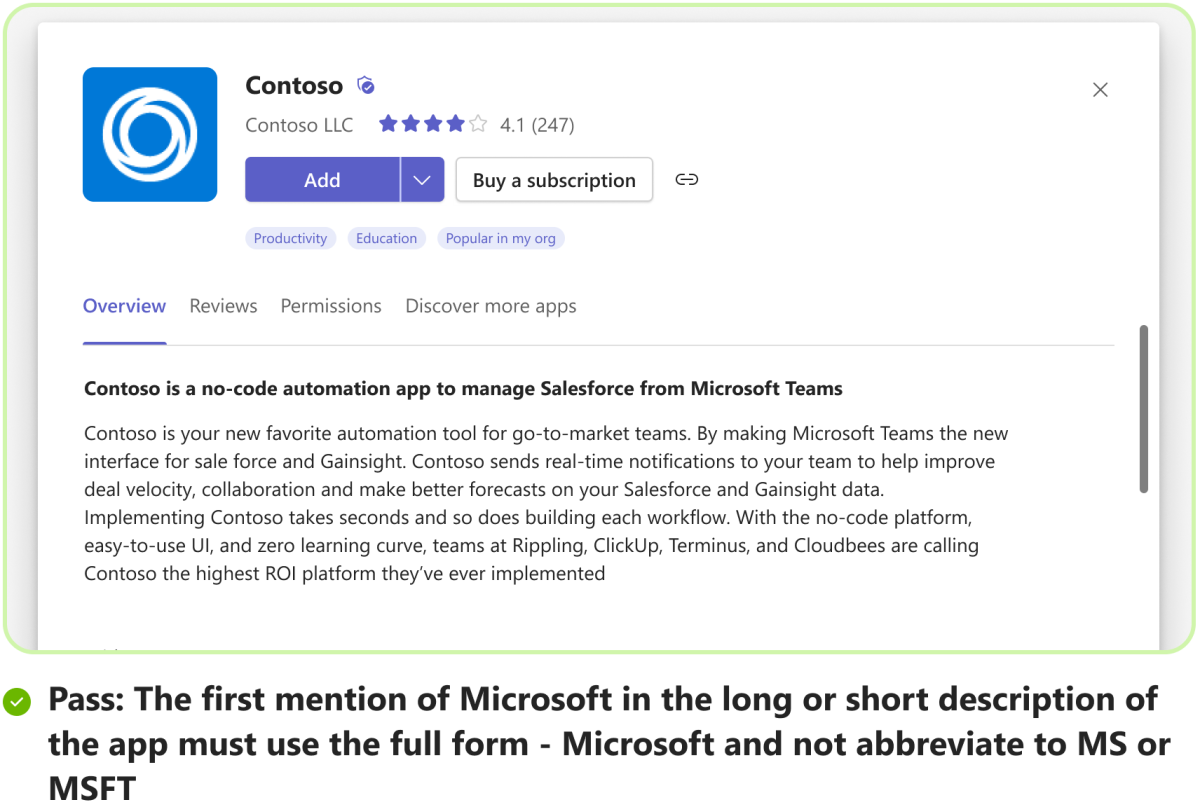 Contoso
Contoso LLC 4.1 (247)
Add Buy a subscription
Productivity Education Popular in my org
Overview Reviews Permissions Discover more apps
Contoso is a no-code automation app to manage Salesforce from Microsoft Teams
Contoso is your new favorite automation tool for go-to-market teams. By making Microsoft Teams the new
interface for sale force and Gainsight. Contoso sends real-time notifications to your team to help improve
deal velocity, collaboration and make better forecasts on your Salesforce and Gainsight data.
Implementing Contoso takes seconds and so does building each workflow. With the no-code platform,
easy-to-use UI, and zero learning curve, teams at Rippling, ClickUp, Terminus, and Cloudbees are calling
Contoso the highest ROI platform they’ve ever implemented
Pass: The first mention of Microsoft in the long or short description of
the app must use the full form - Microsoft and not abbreviate to MS or
MSFT